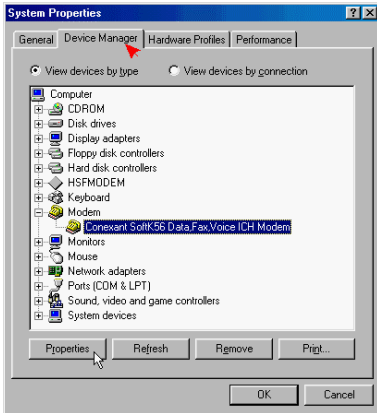 System Properties
General Device Manager Hardware Profiles Performance
View devices by type View devices by connection
Computer
CDROM
Disk drives
Display adapters
Floppy disk controllers
Hard disk controllers
HSFMODEM
Keyboard
Modem
Conexant SoftK56 Data,Fax,Voice ICH Modem
Monitors
Mouse
Network adapters
Ports (COM & LPT)
Sound, video and game controllers
System devices
Properties Refresh Remove Print...
OK Cancel